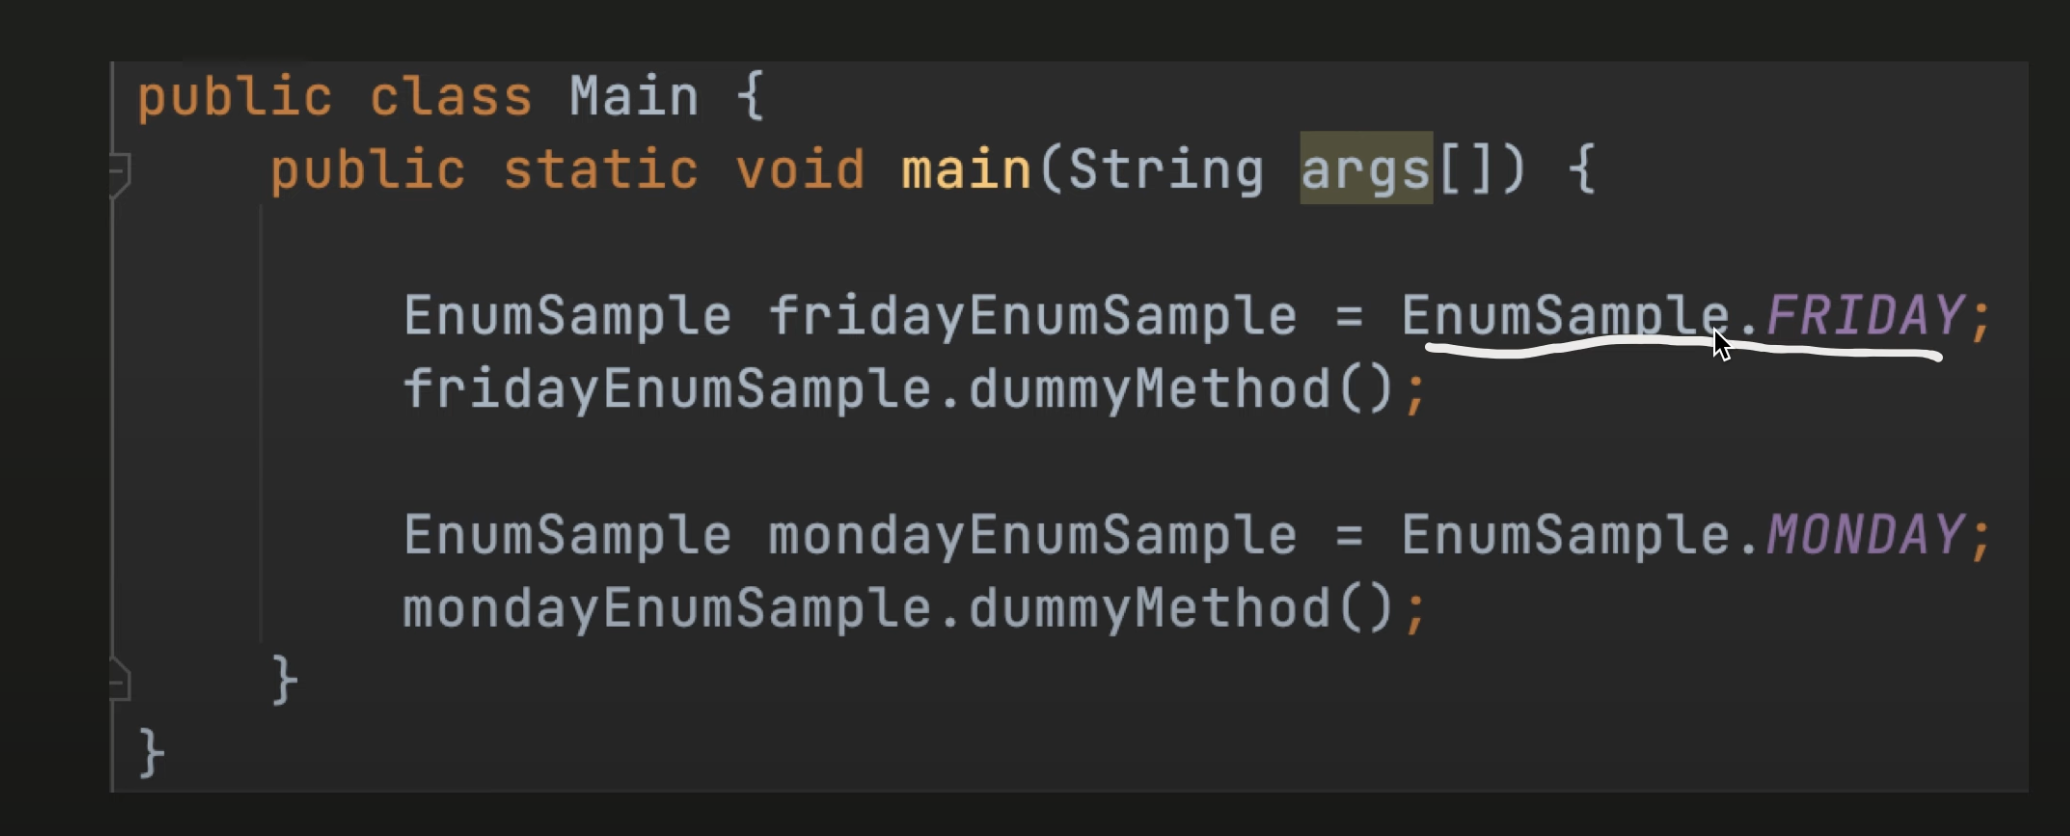 public class Main {
public static void main(String args[]) {
EnumSample fridayEnumSample = EnumSample.FRIDAY;
fridayEnumSample.dummyMethod();
EnumSample mondayEnumSample = EnumSample.MONDAY;
mondayEnumSample.dummyMethod();
}
}